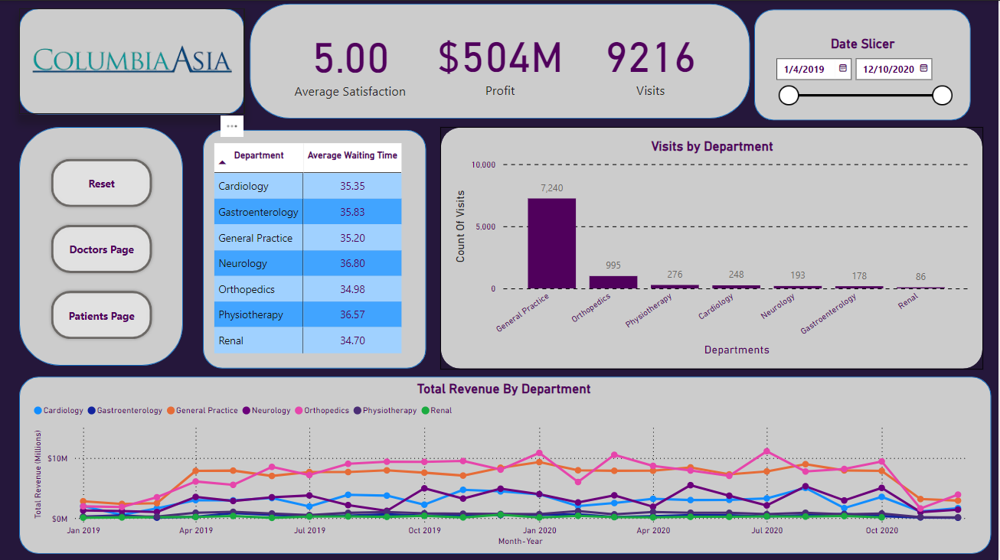 COLUMBIAASIA
5.00
Average Satisfaction
$504M
Profit
9216
Visits
Date Slicer
1/4/2019
12/10/2020
Reset
Doctors Page
Patients Page
Department Average Waiting Time
Cardiology 35.35
Gastroenterology 35.83
General Practice 35.20
Neurology 36.80
Orthopedics 34.98
Physiotherapy 36.57
Renal 34.70
Visits by Department
Count Of Visits
10,000
5,000
0
7,240
995
276
248
193
178
86
General Practice
Orthopedics
Physiotherapy
Cardiology
Neurology
Gastroenterology
Renal
Departments
Total Revenue By Department
Cardiology Gastroenterology General Practice Neurology Orthopedics Physiotherapy Renal
Total Revenue (Millions)
$10M
$0M
Jan 2019 Apr 2019 Jul 2019 Oct 2019 Jan 2020 Apr 2020 Jul 2020 Oct 2020
Month-Year